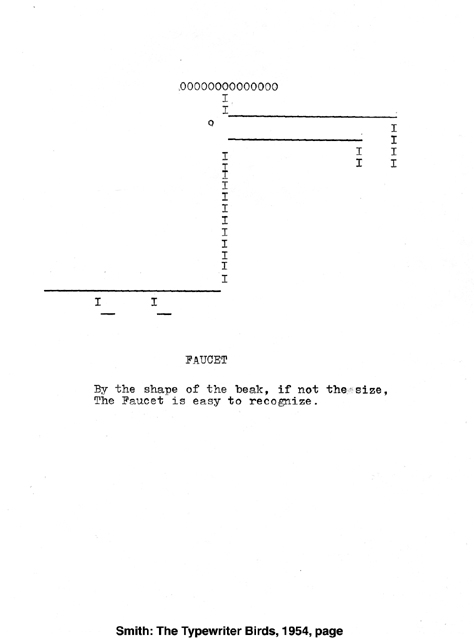 FAUCET
By the shape of the beak, if not the size,
The Faucet is easy to recognize.
Smith: The Typewriter Birds, 1954, page